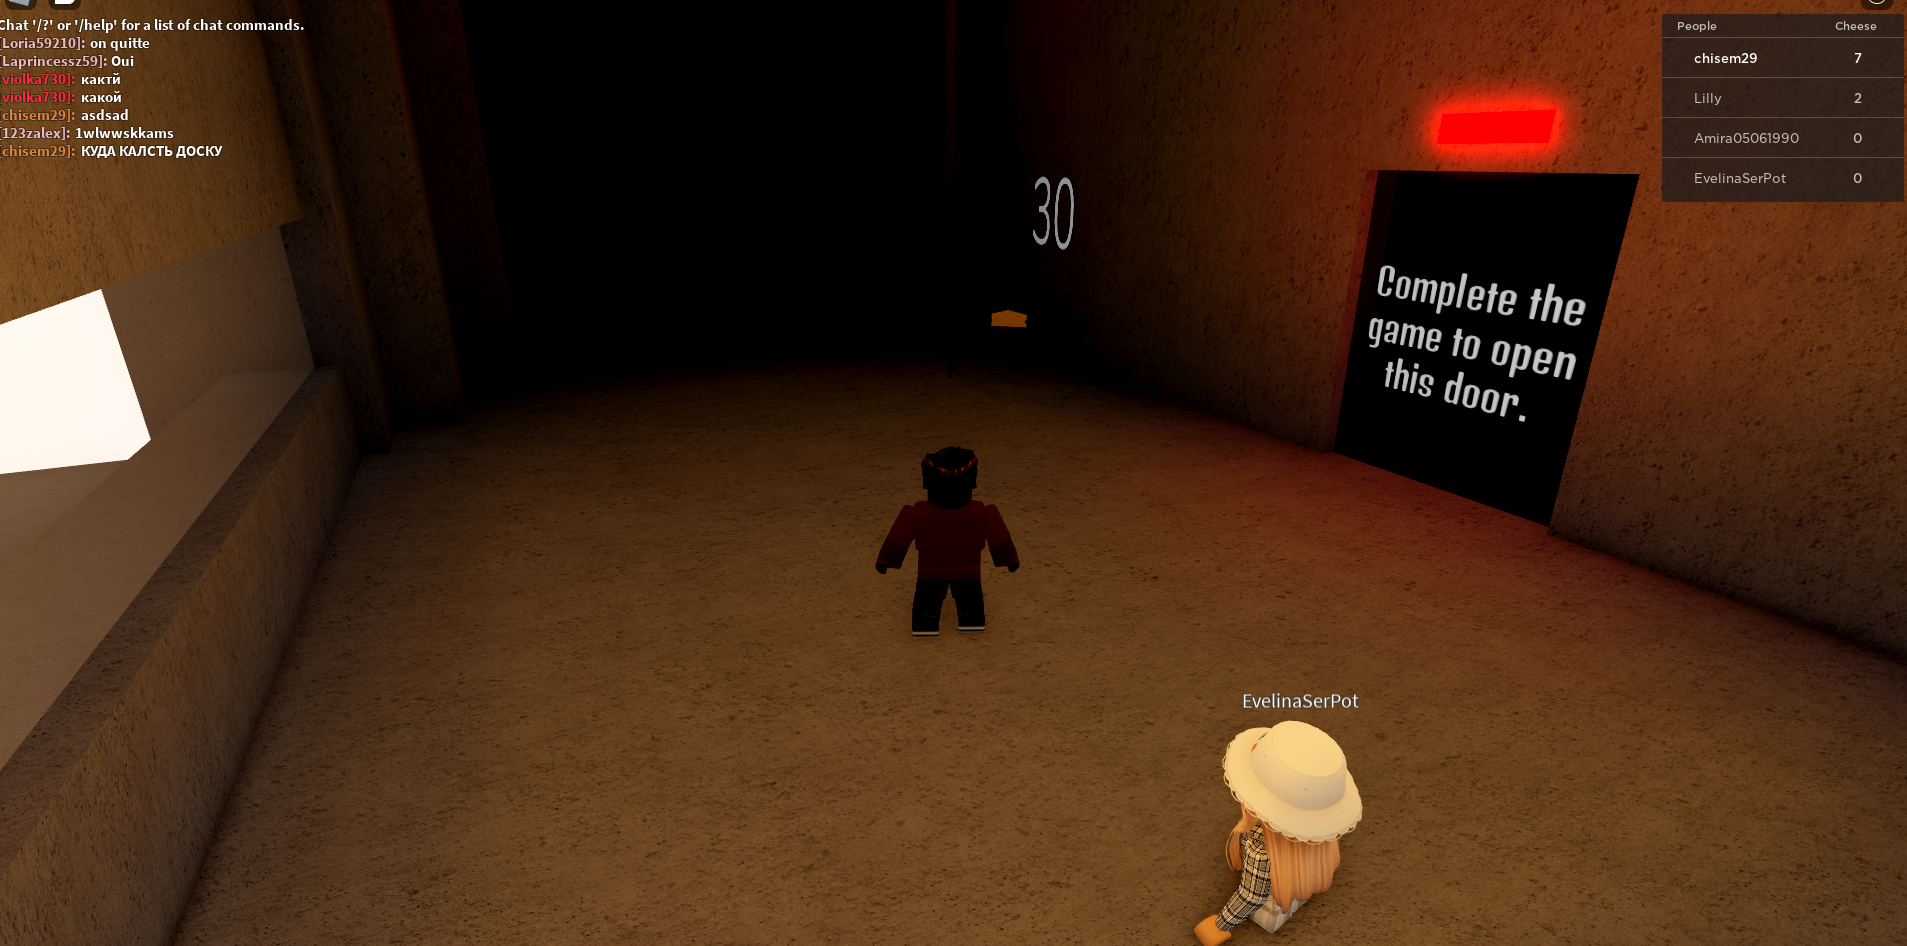 Chat '/?' or '/help' for a list of chat commands.
[Loria59210]: on quitte
[Laprincessz59]: Oui
[violka730]: кактй
[violka730]: какой
[chisem29]: asdsad
[123zalex]: 1wlwwskkams
[chisem29]: КУДА КАЛСТЬ ДОСКУ
People Cheese
chisem29 7
Lilly 2
Amira05061990 0
EvelinaSerPot 0
30
Complete the
game to open
this door.
EvelinaSerPot